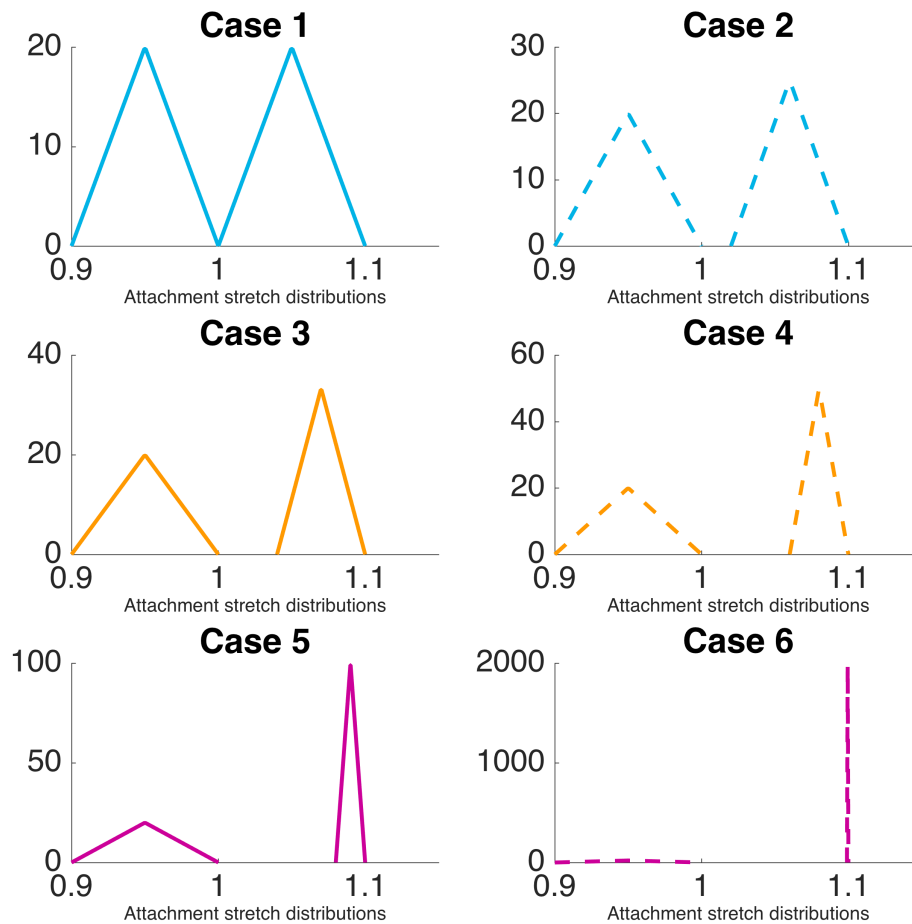 Case 1
20
10
0
0.9 1 1.1
Attachment stretch distributions
Case 2
30
20
10
0
0.9 1 1.1
Attachment stretch distributions
Case 3
40
20
0
0.9 1 1.1
Attachment stretch distributions
Case 4
60
40
20
0
0.9 1 1.1
Attachment stretch distributions
Case 5
100
50
0
0.9 1 1.1
Attachment stretch distributions
Case 6
2000
1000
0
0.9 1 1.1
Attachment stretch distributions